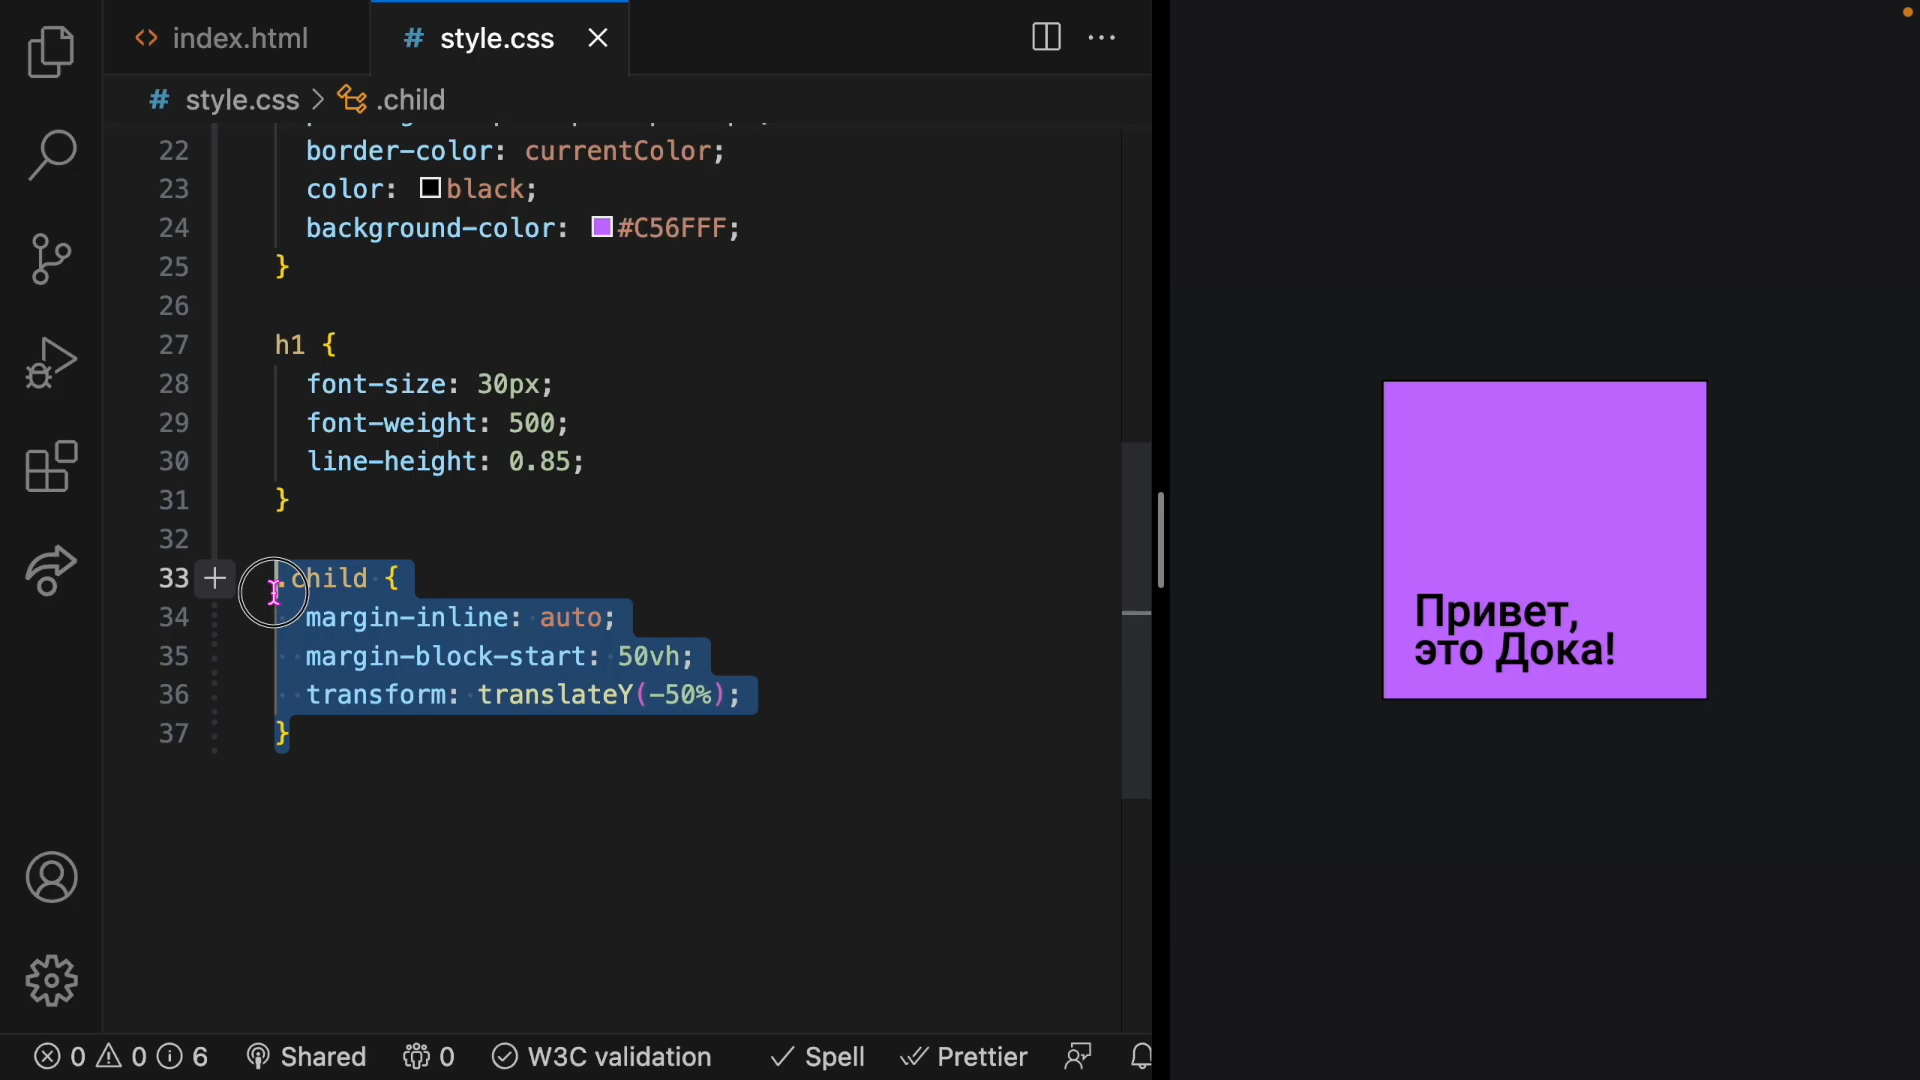 index.html
style.css
style.css > .child
22 border-color: currentColor;
23 color: black;
24 background-color: #C56FFF;
25 }
26
27 h1 {
28 font-size: 30px;
29 font-weight: 500;
30 line-height: 0.85;
31 }
32
33 .child {
34 margin-inline: auto;
35 margin-block-start: 50vh;
36 transform: translateY(-50%);
37 }
Привет,
это Дока!
0 0 6 Shared 0 W3C validation Spell Prettier